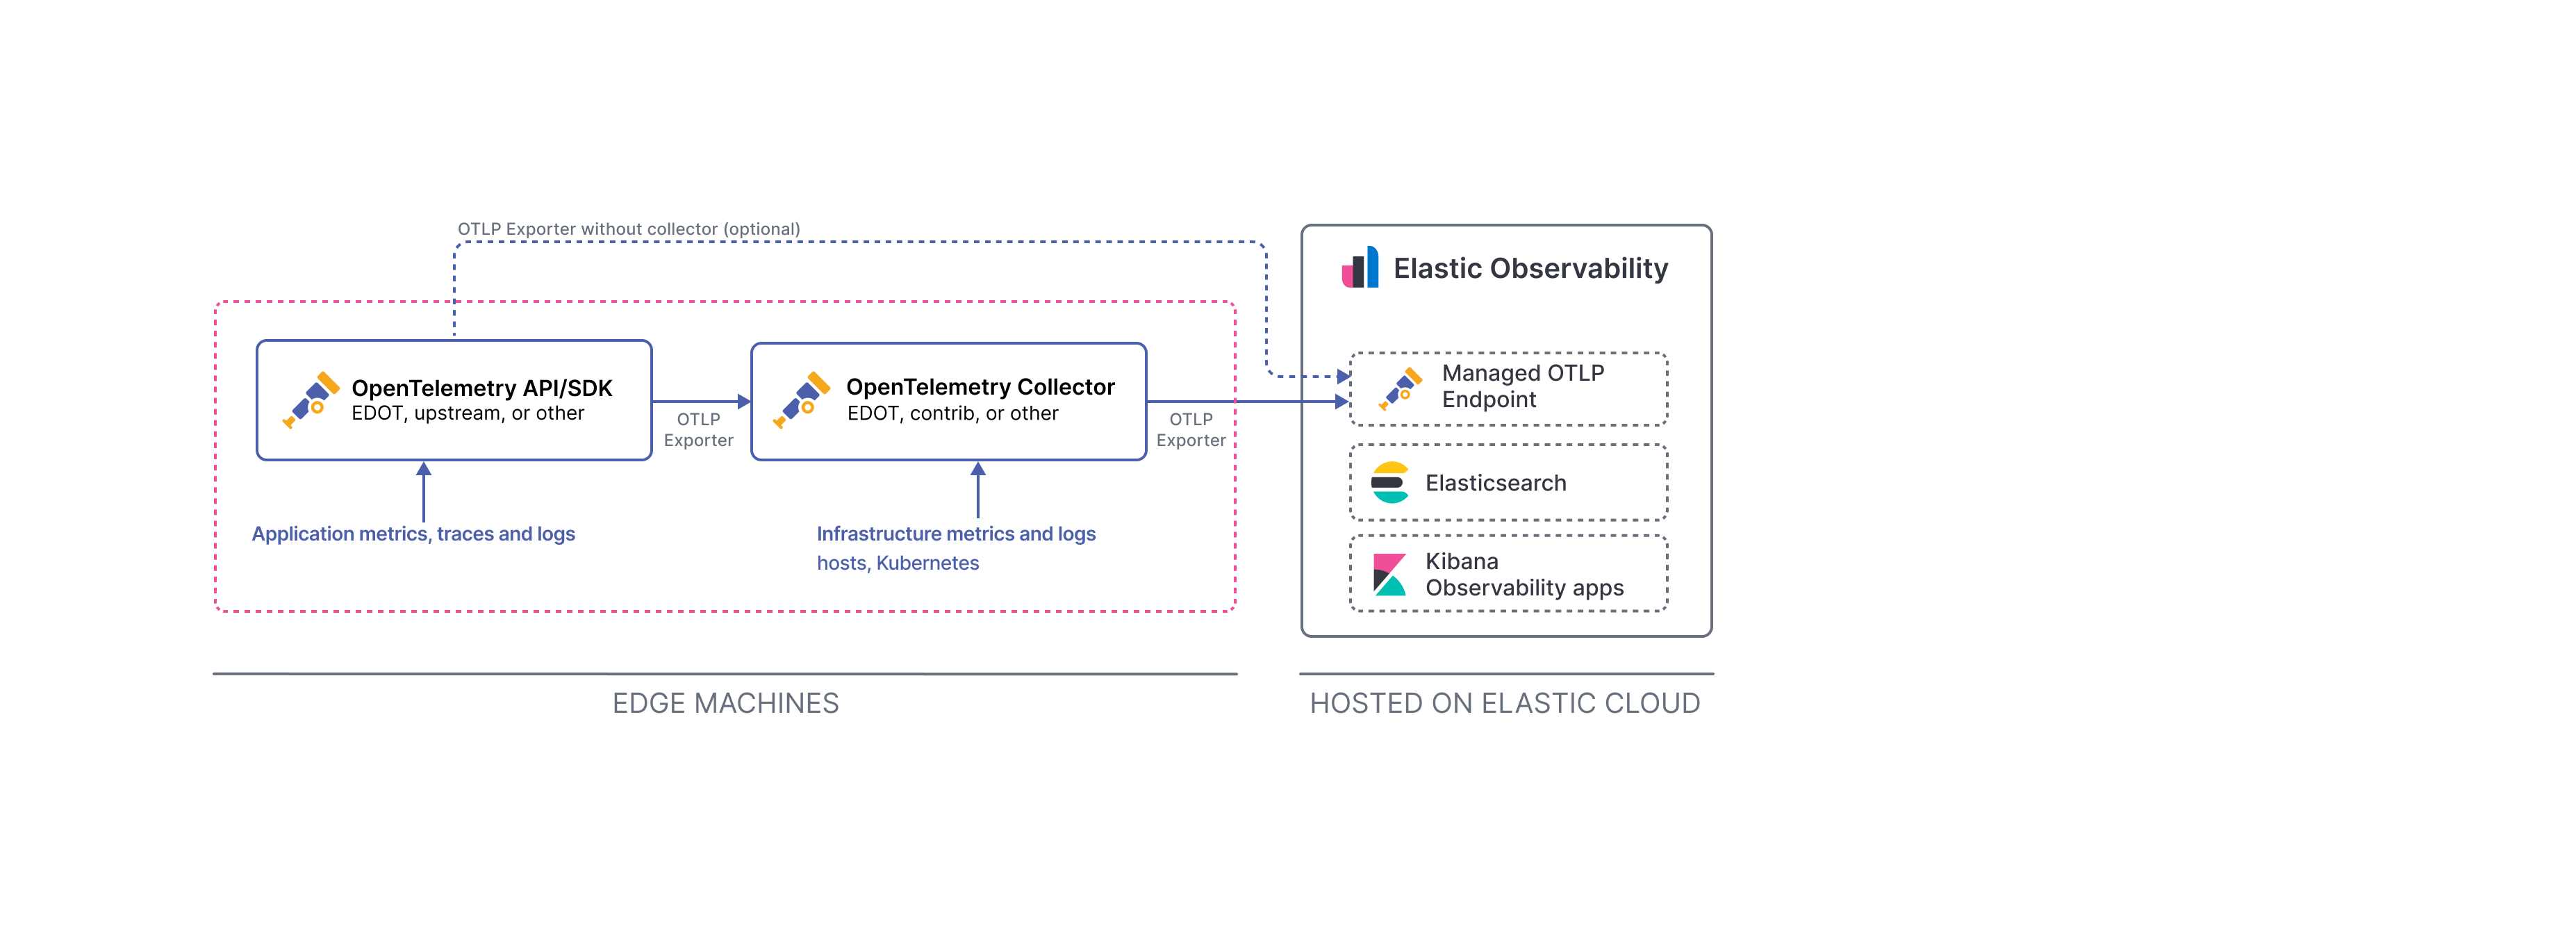 OTLP Exporter without collector (optional)
OpenTelemetry API/SDK
EDOT, upstream, or other
OTLP
Exporter
OpenTelemetry Collector
EDOT, contrib, or other
OTLP
Exporter
Application metrics, traces and logs
Infrastructure metrics and logs
hosts, Kubernetes
EDGE MACHINES
Elastic Observability
Managed OTLP
Endpoint
Elasticsearch
Kibana
Observability apps
HOSTED ON ELASTIC CLOUD